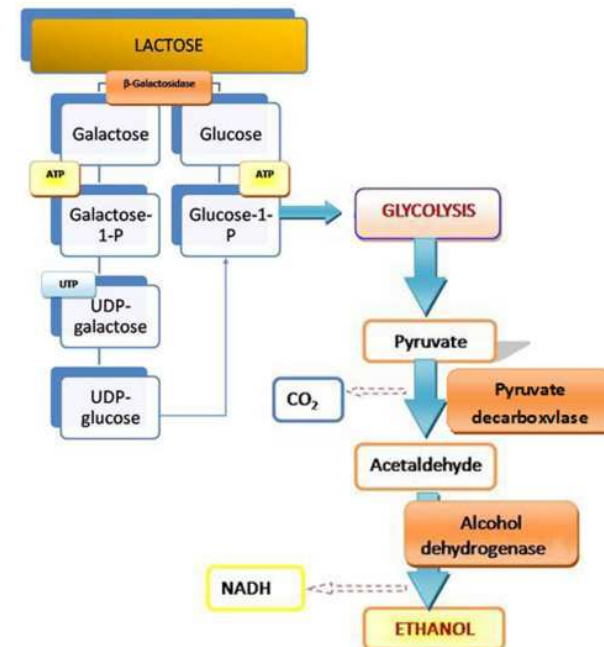 LACTOSE
β-Galactosidase
Galactose
Glucose
ATP
ATP
Galactose-
1-P
Glucose-1-
P
GLYCOLYSIS
UTP
UDP-
galactose
Pyruvate
UDP-
glucose
CO₂
Pyruvate
decarboxvlase
Acetaldehyde
Alcohol
dehydrogenase
NADH
ETHANOL